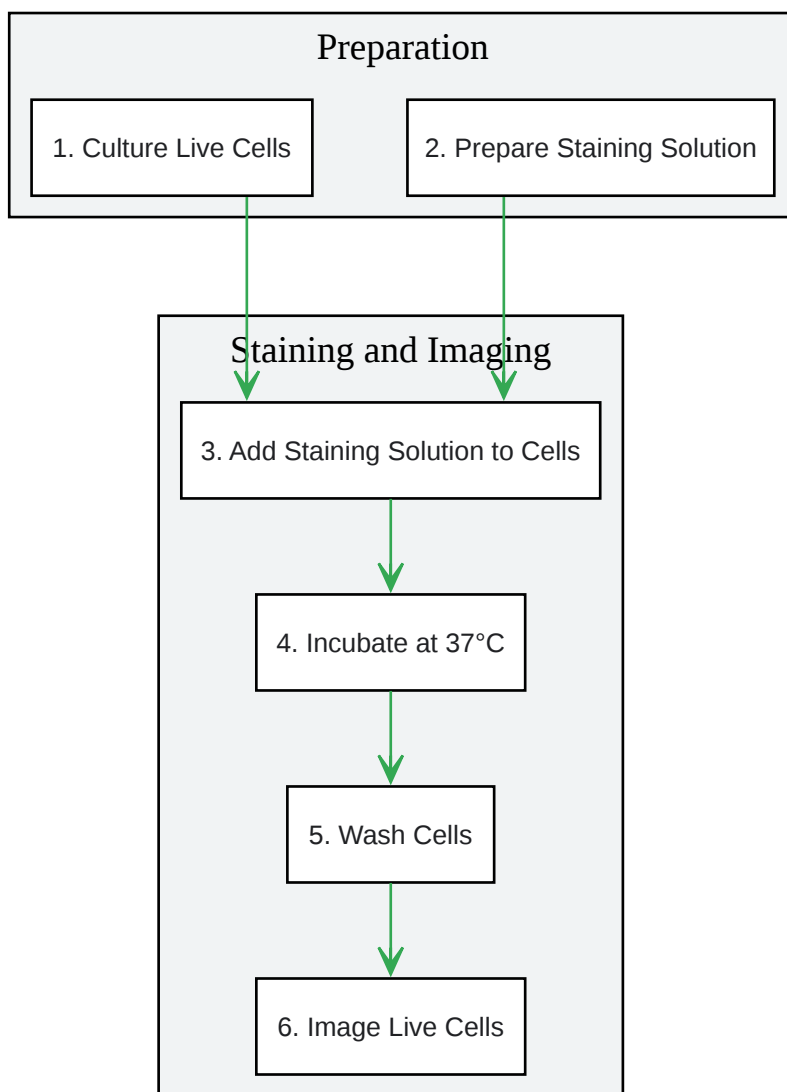 Preparation
1. Culture Live Cells
2. Prepare Staining Solution
Staining and Imaging
3. Add Staining Solution to Cells
4. Incubate at 37°C
5. Wash Cells
6. Image Live Cells